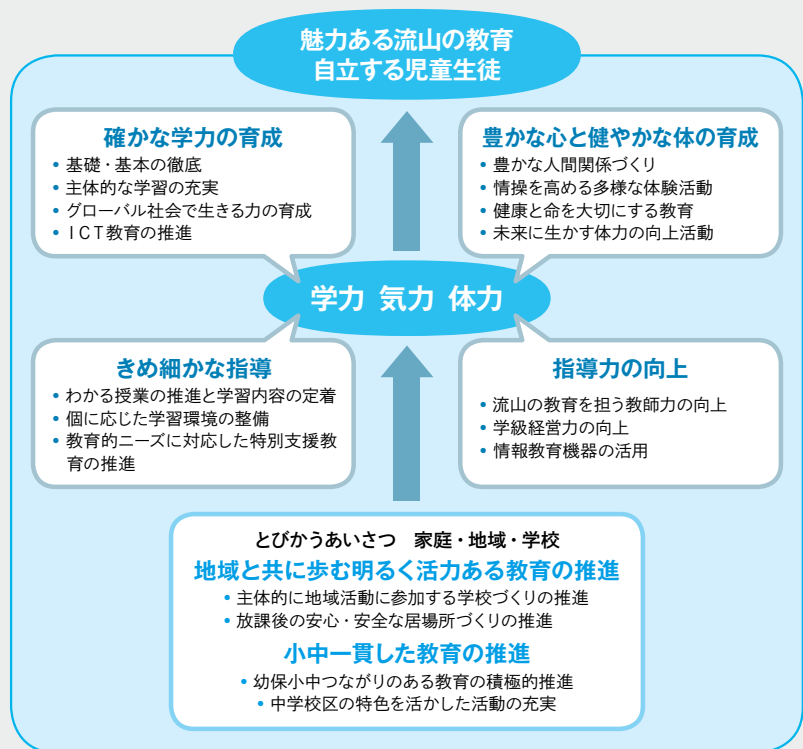 魅力ある流山の教育
自立する児童生徒
確かな学力の育成
• 基礎・基本の徹底
• 主体的な学習の充実
• グローバル社会で生きる力の育成
• ICT教育の推進
豊かな心と健やかな体の育成
• 豊かな人間関係づくり
• 情操を高める多様な体験活動
• 健康と命を大切にする教育
• 未来に生かす体力の向上活動
学力 気力 体力
きめ細かな指導
• わかる授業の推進と学習内容の定着
• 個に応じた学習環境の整備
• 教育的ニーズに対応した特別支援教
育の推進
指導力の向上
• 流山の教育を担う教師力の向上
• 学級経営力の向上
• 情報教育機器の活用
とびかうあいさつ 家庭・地域・学校
地域と共に歩む明るく活力ある教育の推進
• 主体的に地域活動に参加する学校づくりの推進
• 放課後の安心・安全な居場所づくりの推進
小中一貫した教育の推進
• 幼保小中つながりのある教育の積極的推進
• 中学校区の特色を活かした活動の充実